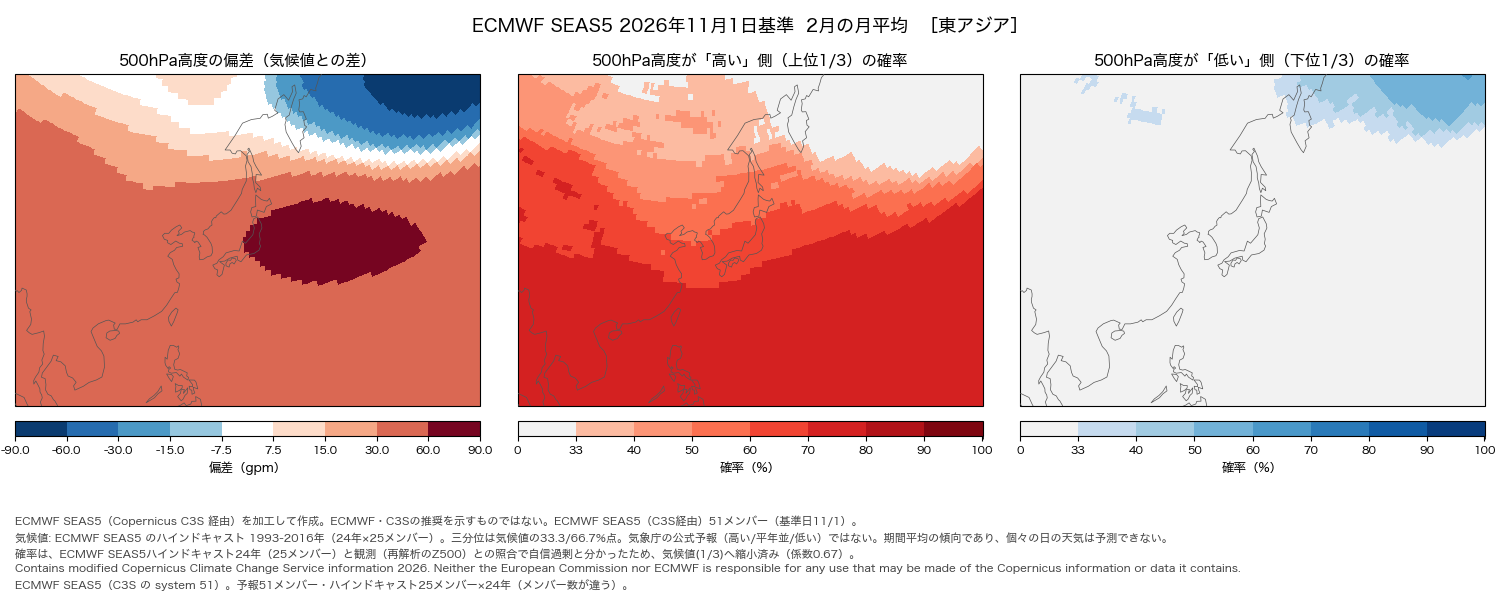 ECMWF SEAS5 2026年11月1日基準 2月の月平均 ［東アジア］
500hPa高度の偏差（気候値との差）
500hPa高度が「高い」側（上位1/3）の確率
500hPa高度が「低い」側（下位1/3）の確率
-90.0 -60.0 -30.0 -15.0 -7.5 7.5 15.0 30.0 60.0 90.0
偏差（gpm）
0 33 40 50 60 70 80 90 100
確率（%）
0 33 40 50 60 70 80 90 100
確率（%）
ECMWF SEAS5（Copernicus C3S 経由）を加工して作成。ECMWF・C3Sの推奨を示すものではない。ECMWF SEAS5（C3S経由）51メンバー（基準日11/1）。
気候値: ECMWF SEAS5 のハインドキャスト 1993-2016年（24年×25メンバー）。三分位は気候値の33.3/66.7%点。気象庁の公式予報（高い/平年並/低い）ではない。期間平均の傾向であり、個々の日の天気は予測できない。
確率は、ECMWF SEAS5ハインドキャスト24年（25メンバー）と観測（再解析のZ500）との照合で自信過剰と分かったため、気候値(1/3)へ縮小済み（係数0.67）。
Contains modified Copernicus Climate Change Service information 2026. Neither the European Commission nor ECMWF is responsible for any use that may be made of the Copernicus information or data it contains.
ECMWF SEAS5（C3S の system 51）。予報51メンバー・ハインドキャスト25メンバー×24年（メンバー数が違う）。